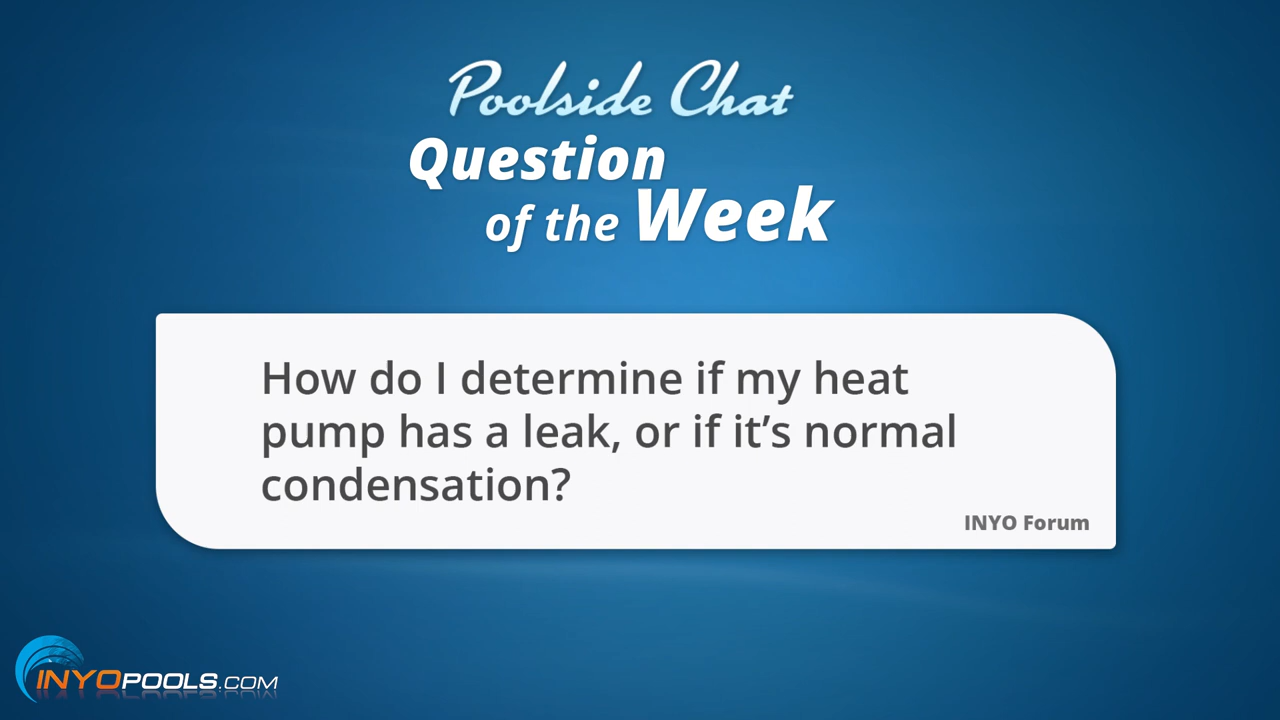 Poolside Chat
Question
of the Week
How do I determine if my heat
pump has a leak, or if it’s normal
condensation?
INYO Forum
INYOPOOLS.COM